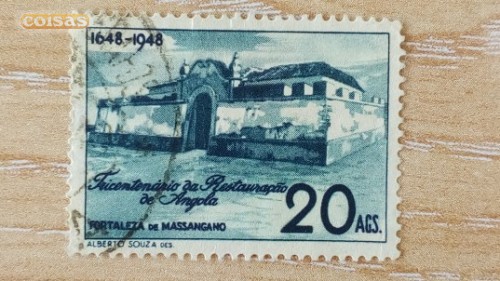 coisas
1648-1948
Tricentenário da Restauração
de Angola
20 AGS.
FORTALEZA DE MASSANGANO
ALBERTO SOUZA DES.